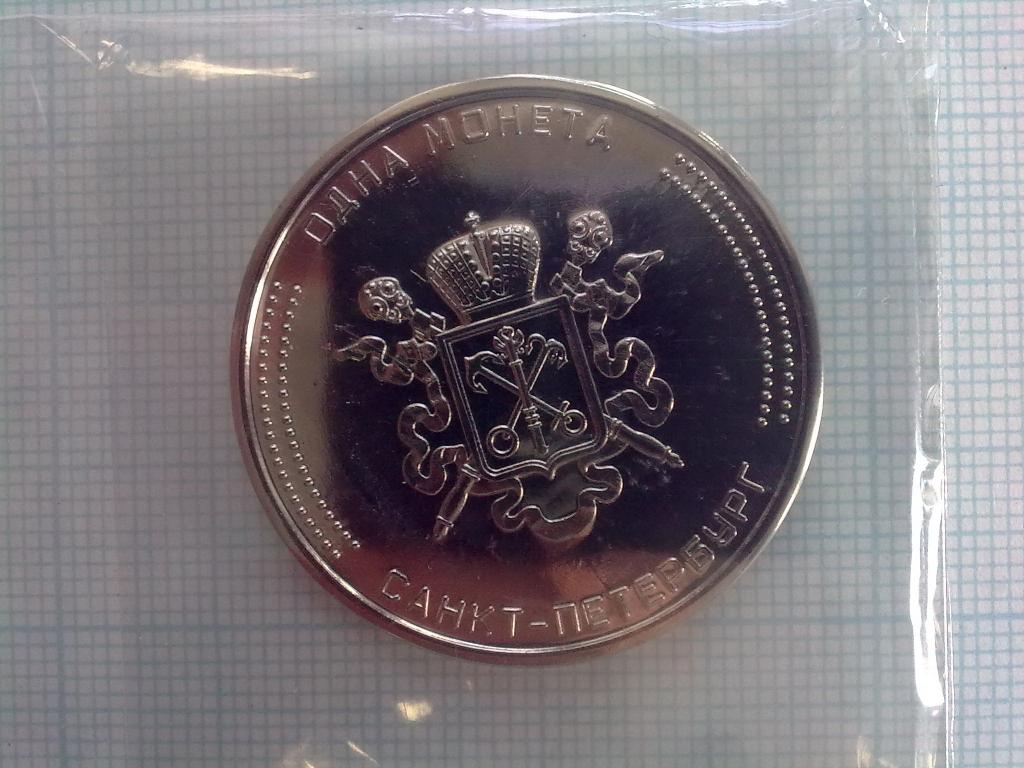 ОДНА МОНЕТА
САНКТ-ПЕТЕРБУРГ